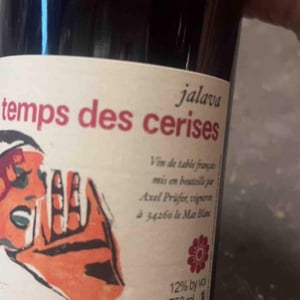 jalava
temps des cerises
Vin de table français
mis en bouteille par
Axel Prüfer, vigneron
à 34260 le Mas Blanc
12% by vol